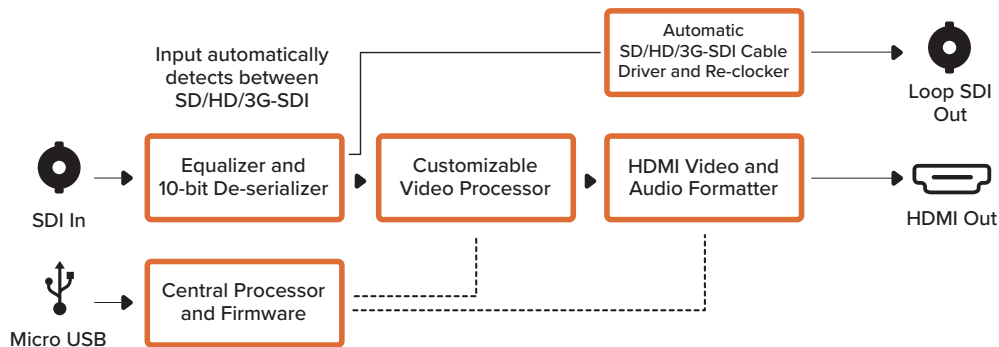 Input automatically
detects between
SD/HD/3G-SDI
Automatic
SD/HD/3G-SDI Cable
Driver and Re-clocker
Loop SDI
Out
SDI In
Equalizer and
10-bit De-serializer
Customizable
Video Processor
HDMI Video and
Audio Formatter
HDMI Out
Micro USB
Central Processor
and Firmware